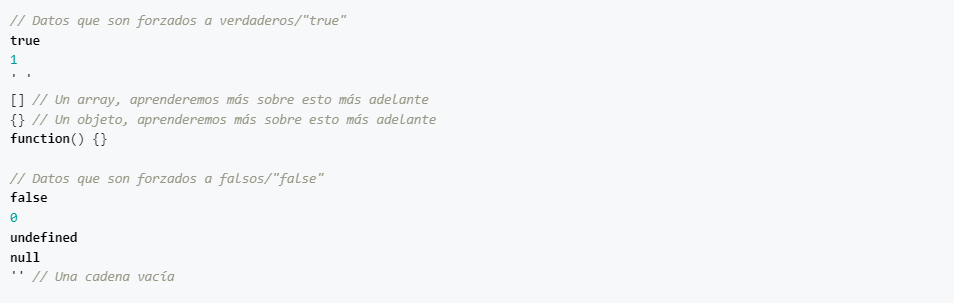 // Datos que son forzados a verdaderos/"true"
true
1
' '
[] // Un array, aprenderemos más sobre esto más adelante
{} // Un objeto, aprenderemos más sobre esto más adelante
function() {}
// Datos que son forzados a falsos/"false"
false
0
undefined
null
'' // Una cadena vacía